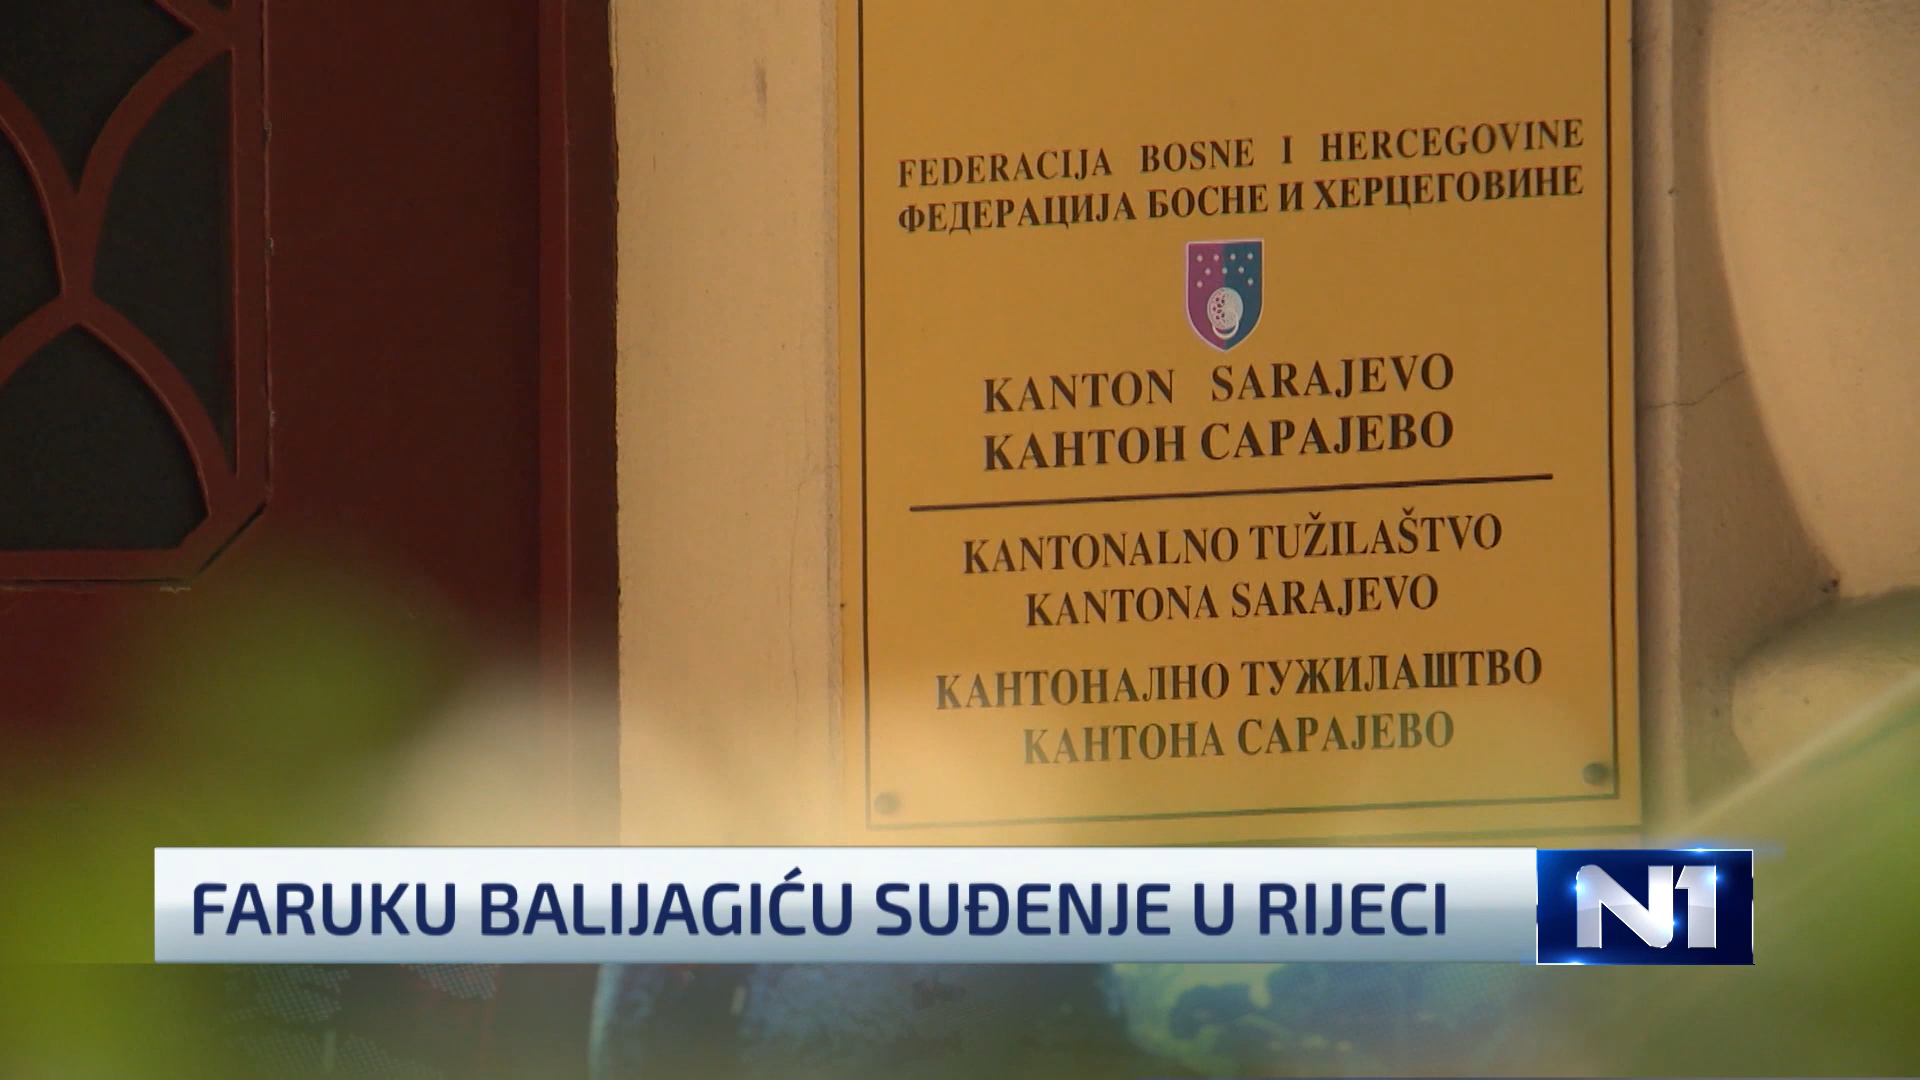 FEDERACIJA BOSNE I HERCEGOVINE
ФЕДЕРАЦИЈА БОСНЕ И ХЕРЦЕГОВИНЕ
KANTON SARAJEVO
КАНТОН САРАЈЕВО
KANTONALNO TUŽILAŠTVO
KANTONA SARAJEVO
КАНТОНАЛНО ТУЖИЛАШТВО
КАНТОНА САРАЈЕВО
FARUKU BALIJAGIĆU SUĐENJE U RIJECI
N1